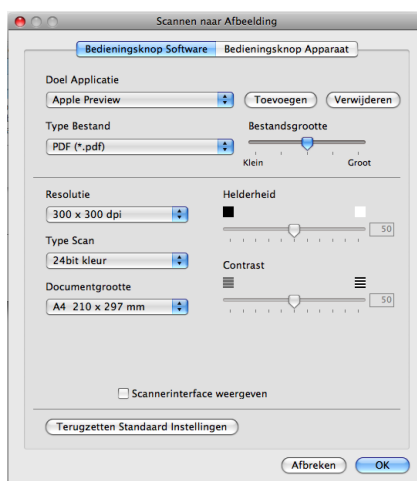 Scannen naar Afbeelding
Bedieningsknop Software Bedieningsknop Apparaat
Doel Applicatie
Apple Preview Toevoegen Verwijderen
Type Bestand Bestandsgrootte
PDF (*.pdf)
Klein Groot
Resolutie Helderheid
300 x 300 dpi
50
Type Scan
24bit kleur
Contrast
Documentgrootte
A4 210 x 297 mm
50
Scannerinterface weergeven
Terugzetten Standaard Instellingen
Afbreken OK